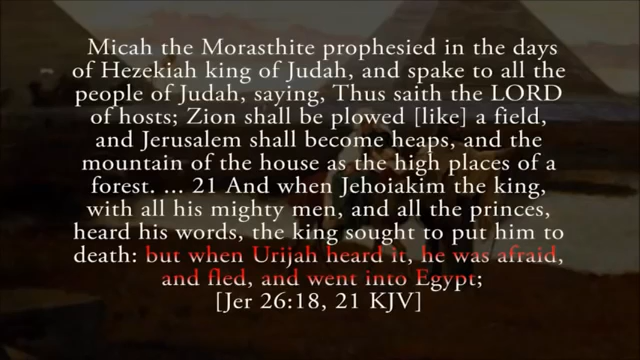 Micah the Morasthite prophesied in the days
of Hezekiah king of Judah, and spake to all the
people of Judah, saying, Thus saith the LORD
of hosts; Zion shall be plowed [like] a field,
and Jerusalem shall become heaps, and the
mountain of the house as the high places of a
forest. ... 21 And when Jehoiakim the king,
with all his mighty men, and all the princes,
heard his words, the king sought to put him to
death: but when Urijah heard it, he was afraid,
and fled, and went into Egypt;
[Jer 26:18, 21 KJV]